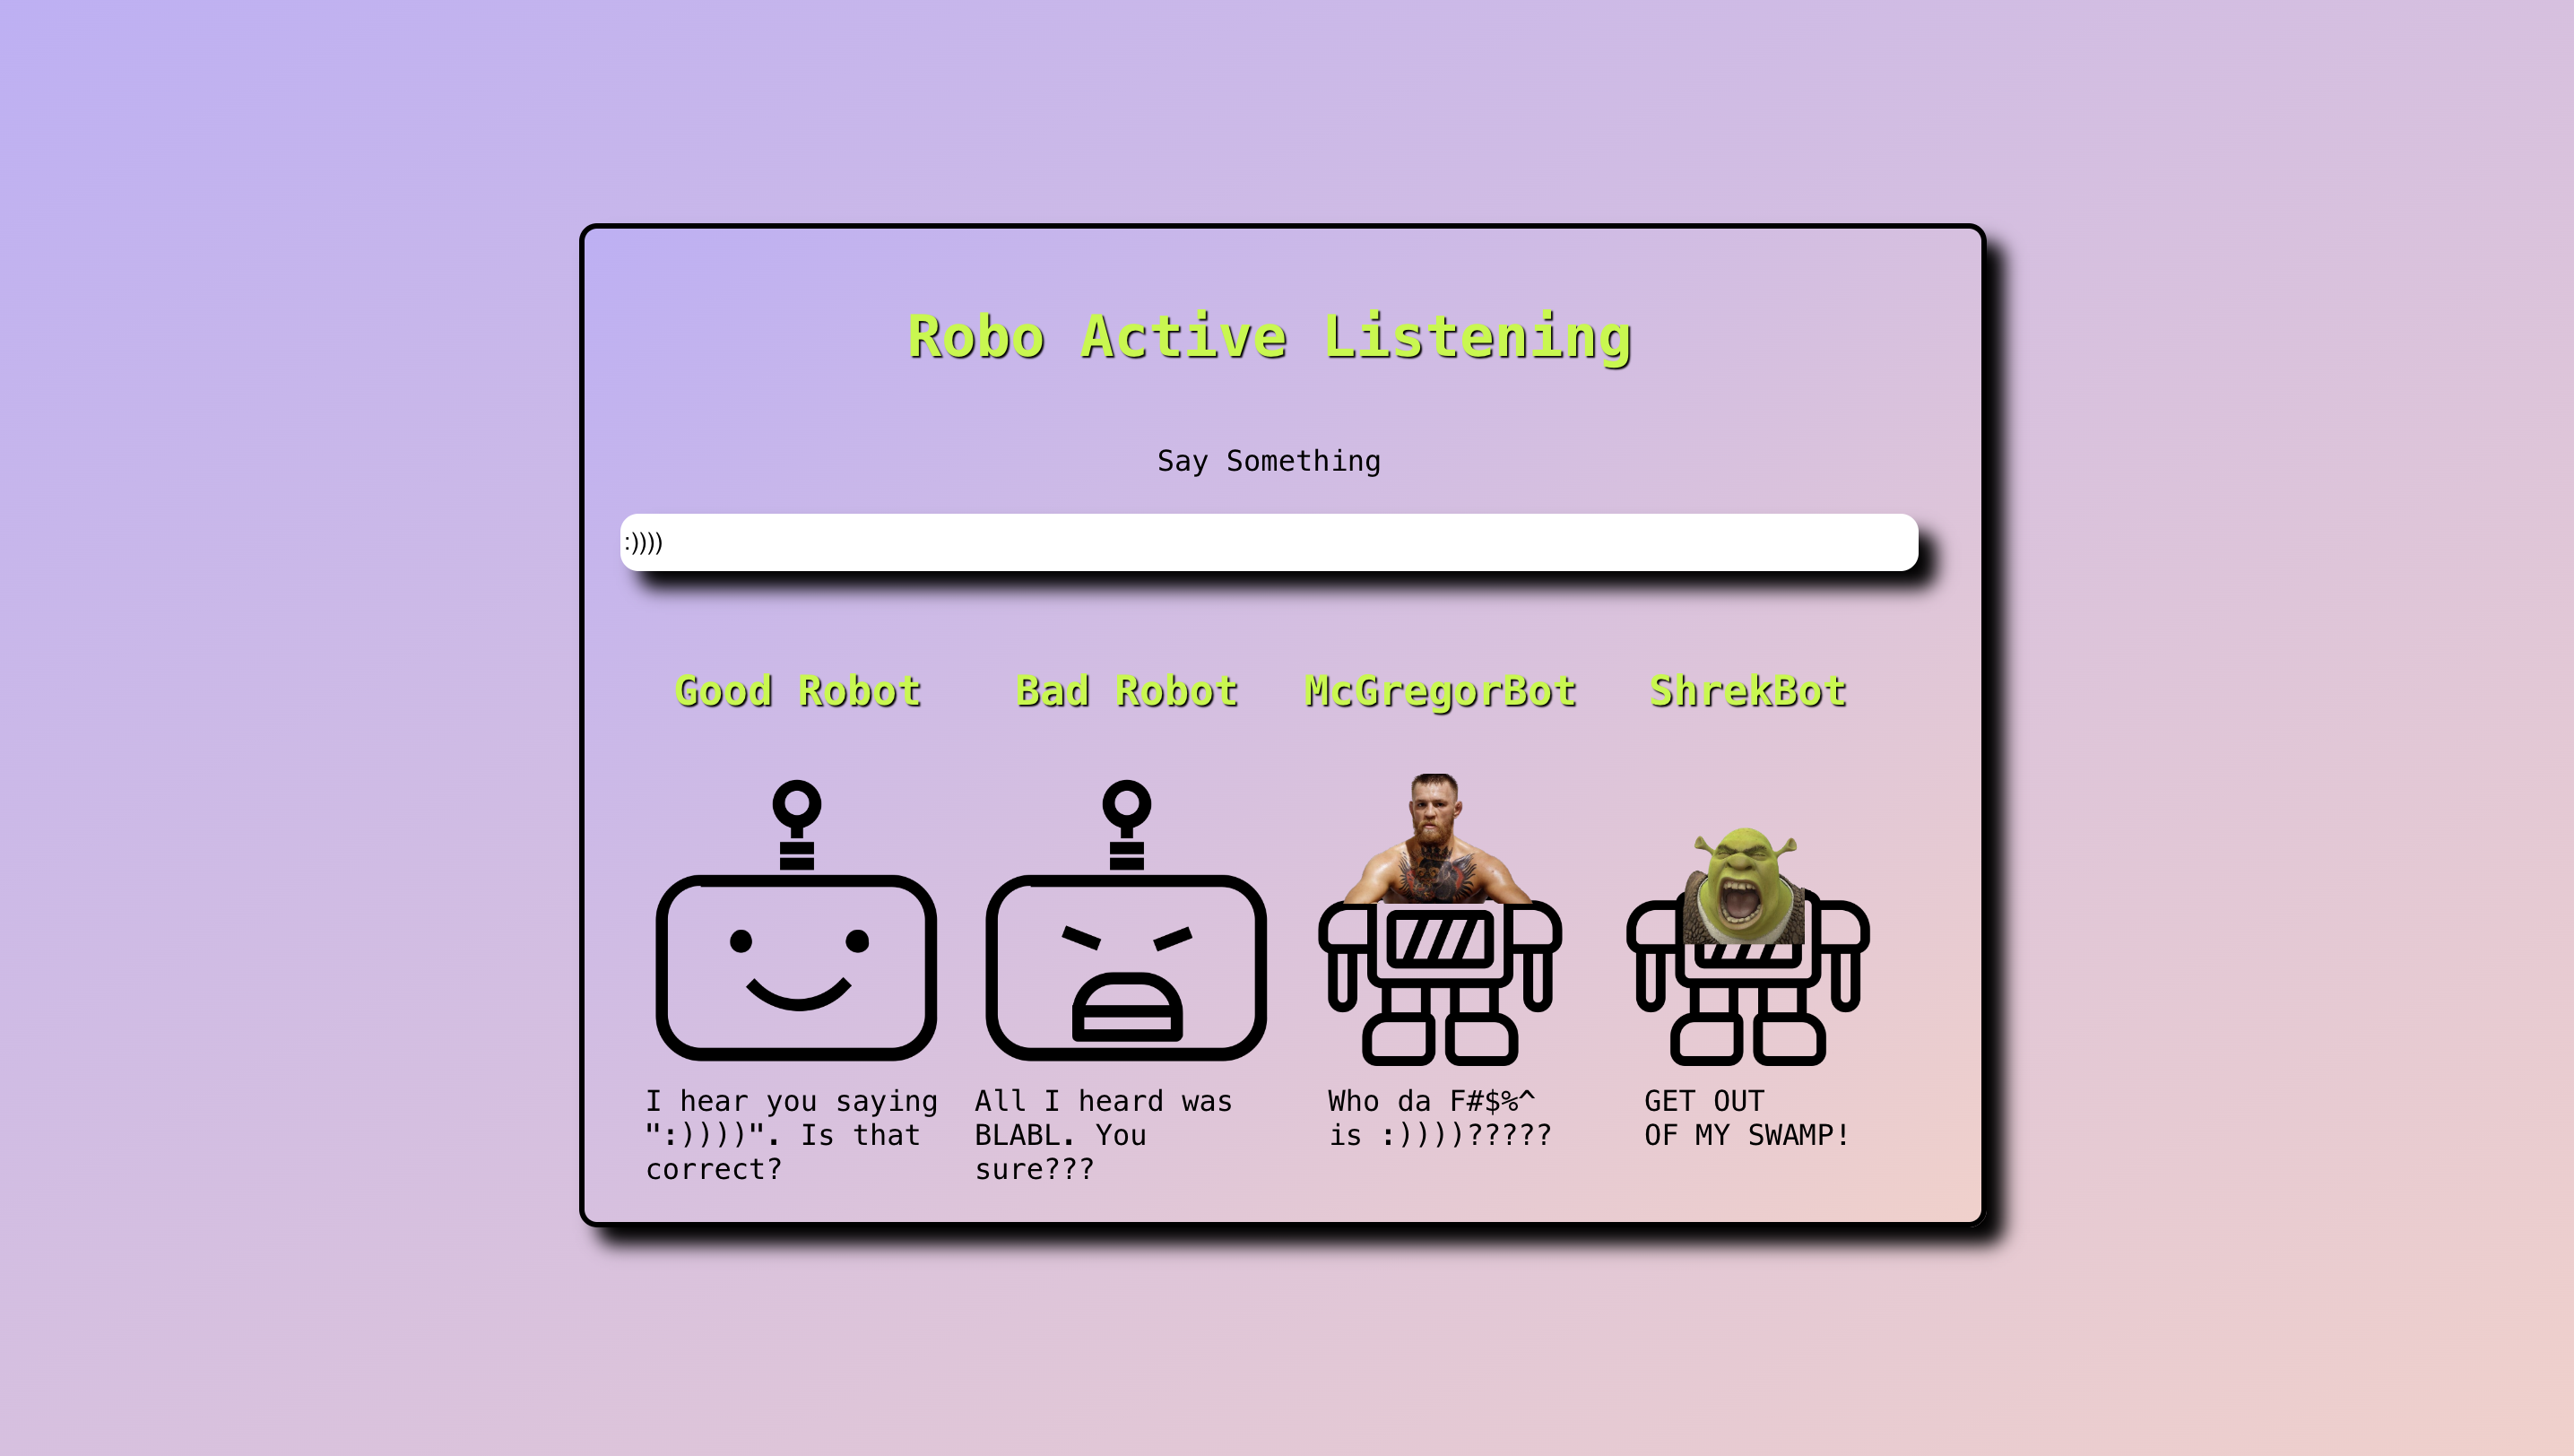 Robo Active Listening
Say Something
:))))
Good Robot
Bad Robot
McGregorBot
ShrekBot
I hear you saying
":))))". Is that
correct?
All I heard was
BLABL. You
sure???
Who da F#$%^
is :))))?????
GET OUT
OF MY SWAMP!